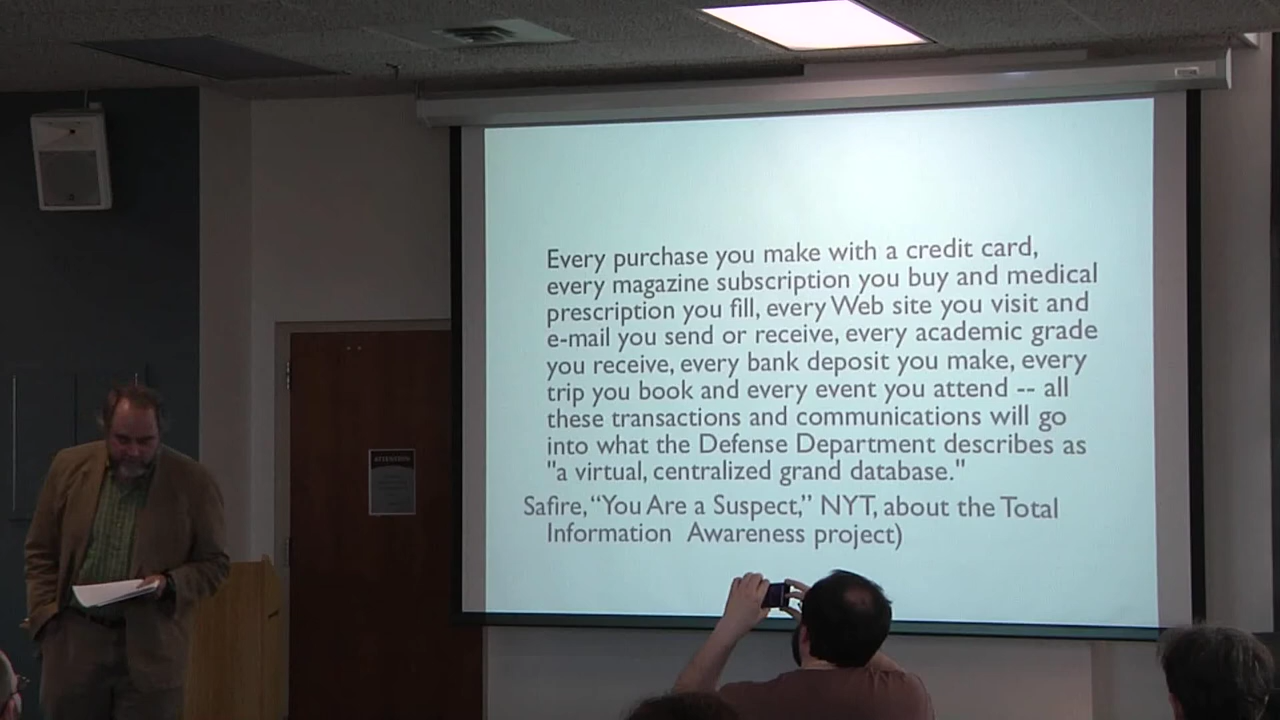 Every purchase you make with a credit card,
every magazine subscription you buy and medical
prescription you fill, every Web site you visit and
e-mail you send or receive, every academic grade
you receive, every bank deposit you make, every
trip you book and every event you attend -- all
these transactions and communications will go
into what the Defense Department describes as
"a virtual, centralized grand database."
Safire, “You Are a Suspect,” NYT, about the Total
Information Awareness project)
ATTENTION